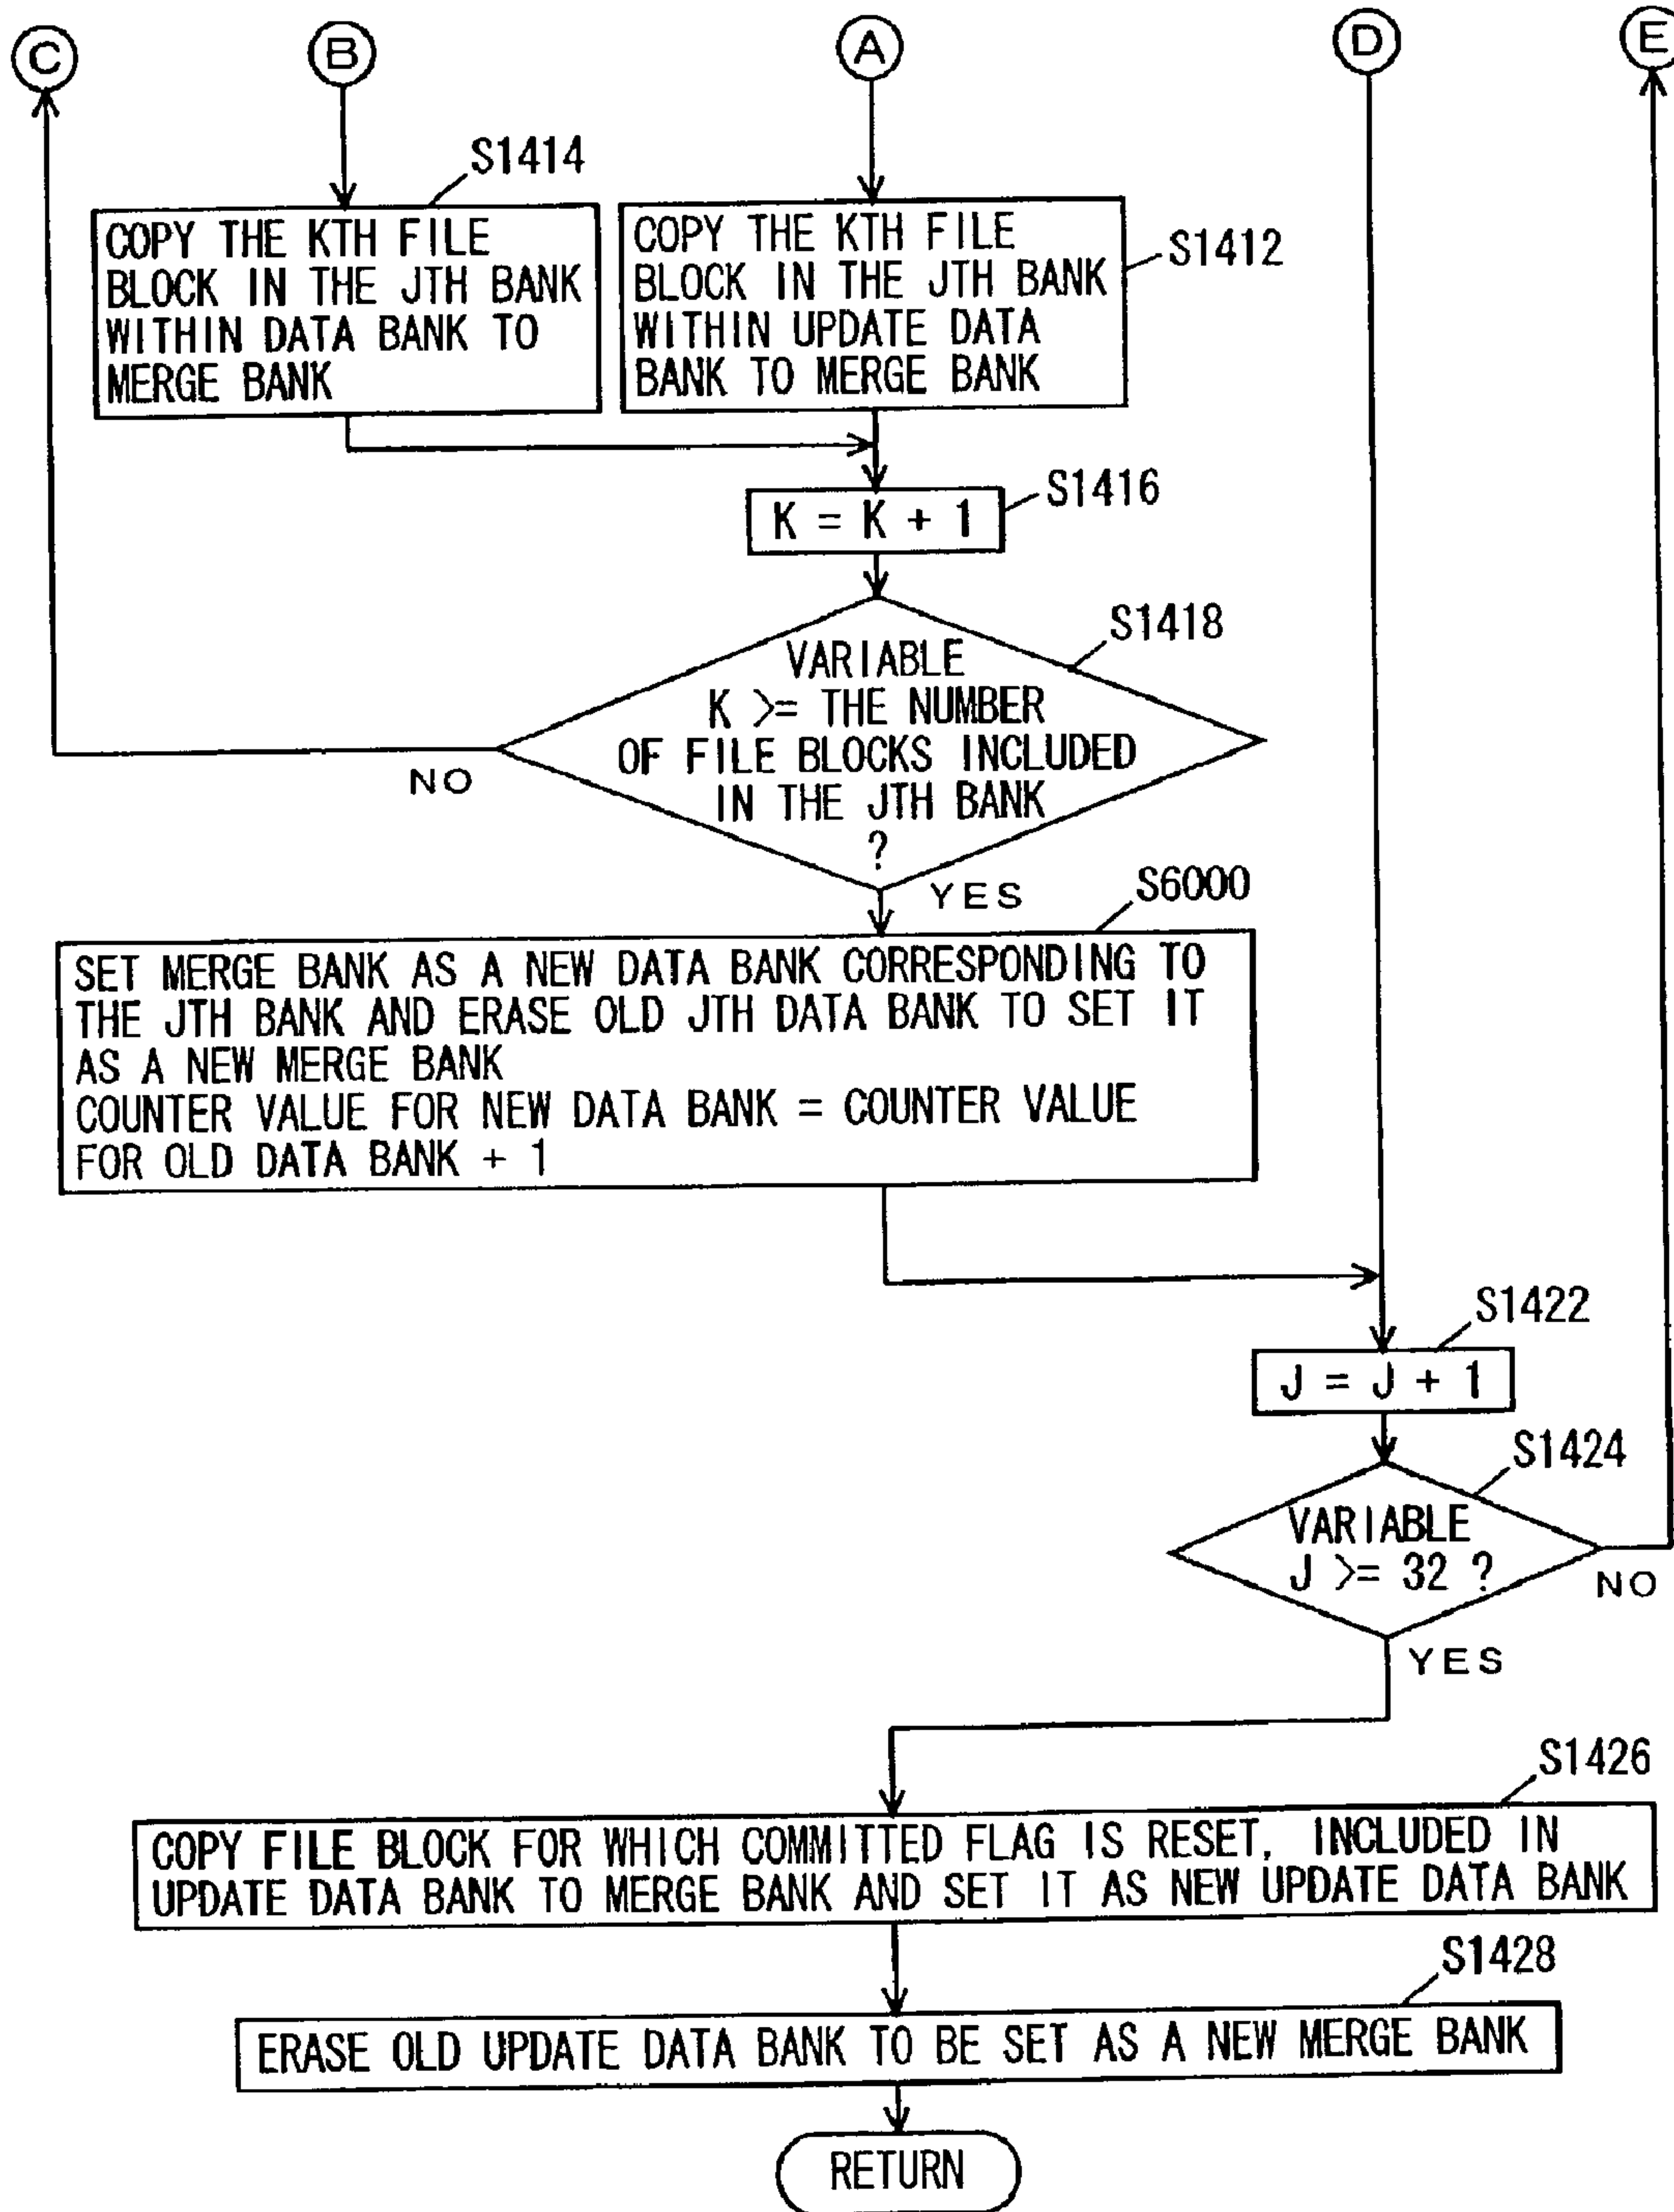 C
B
A
D
E
S1414
COPY THE KTH FILE
BLOCK IN THE JTH BANK
WITHIN DATA BANK TO
MERGE BANK
COPY THE KTH FILE
BLOCK IN THE JTH BANK
WITHIN UPDATE DATA
BANK TO MERGE BANK
S1412
K = K + 1
S1416
S1418
VARIABLE
K >= THE NUMBER
OF FILE BLOCKS INCLUDED
IN THE JTH BANK
?
NO
YES
S6000
SET MERGE BANK AS A NEW DATA BANK CORRESPONDING TO
THE JTH BANK AND ERASE OLD JTH DATA BANK TO SET IT
AS A NEW MERGE BANK
COUNTER VALUE FOR NEW DATA BANK = COUNTER VALUE
FOR OLD DATA BANK + 1
S1422
J = J + 1
S1424
VARIABLE
J >= 32 ?
NO
YES
S1426
COPY FILE BLOCK FOR WHICH COMMITTED FLAG IS RESET, INCLUDED IN
UPDATE DATA BANK TO MERGE BANK AND SET IT AS NEW UPDATE DATA BANK
S1428
ERASE OLD UPDATE DATA BANK TO BE SET AS A NEW MERGE BANK
RETURN